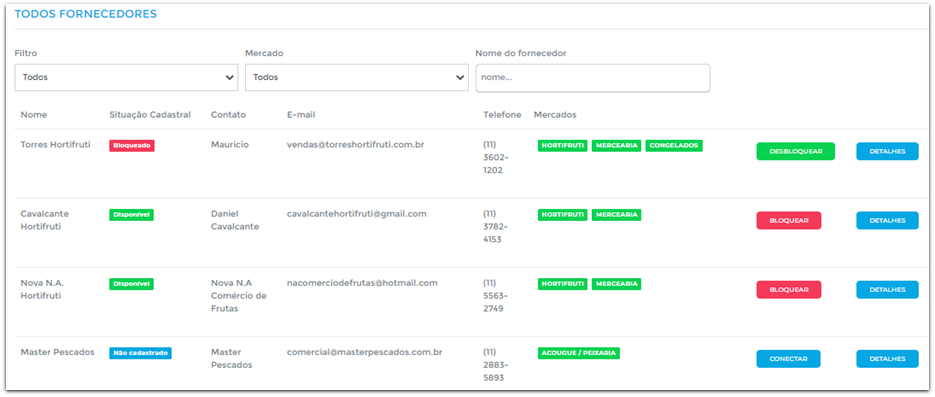 TODOS FORNECEDORES
Filtro Mercado Nome do fornecedor
Todos Todos nome...
Nome Situação Cadastral Contato E-mail Telefone Mercados
Torres Hortifruti Bloqueado Mauricio vendas@torreshortifruti.com.br (11) 3602-1202 HORTIFRUTI MERCEARIA CONGELADOS DESBLOQUEAR DETALHES
Cavalcante Hortifruti Disponível Daniel Cavalcante cavalcantehortifruti@gmail.com (11) 3782-4153 HORTIFRUTI MERCEARIA BLOQUEAR DETALHES
Nova N.A. Hortifruti Disponível Nova N.A Comércio de Frutas nacomerciodefrutas@hotmail.com (11) 5563-2749 HORTIFRUTI MERCEARIA BLOQUEAR DETALHES
Master Pescados Não cadastrado Master Pescados comercial@masterpescados.com.br (11) 2883-5893 ACOUGUE / PEIXARIA CONECTAR DETALHES